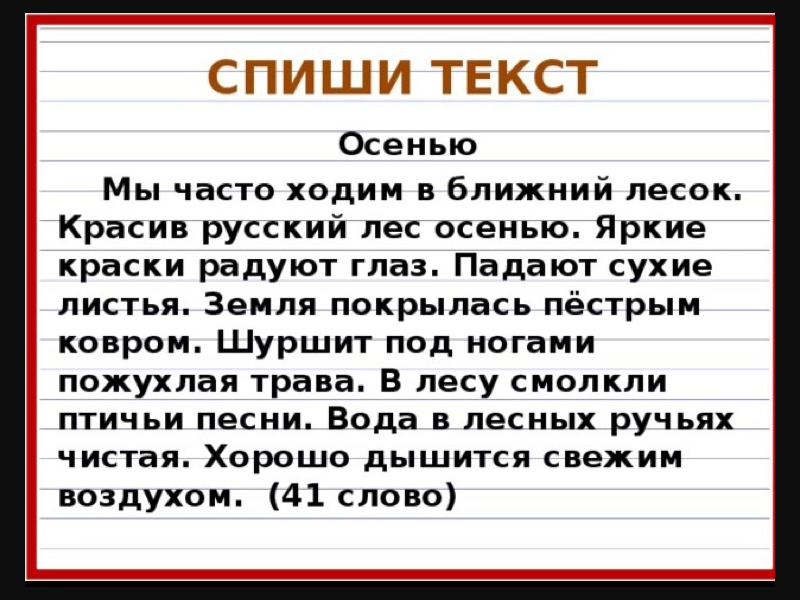 СПИШИ ТЕКСТ
Осенью
Мы часто ходим в ближний лесок.
Красив русский лес осенью. Яркие
краски радуют глаз. Падают сухие
листья. Земля покрылась пёстрым
ковром. Шуршит под ногами
пожухлая трава. В лесу смолкли
птичьи песни. Вода в лесных ручьях
чистая. Хорошо дышится свежим
воздухом.  (41 слово)